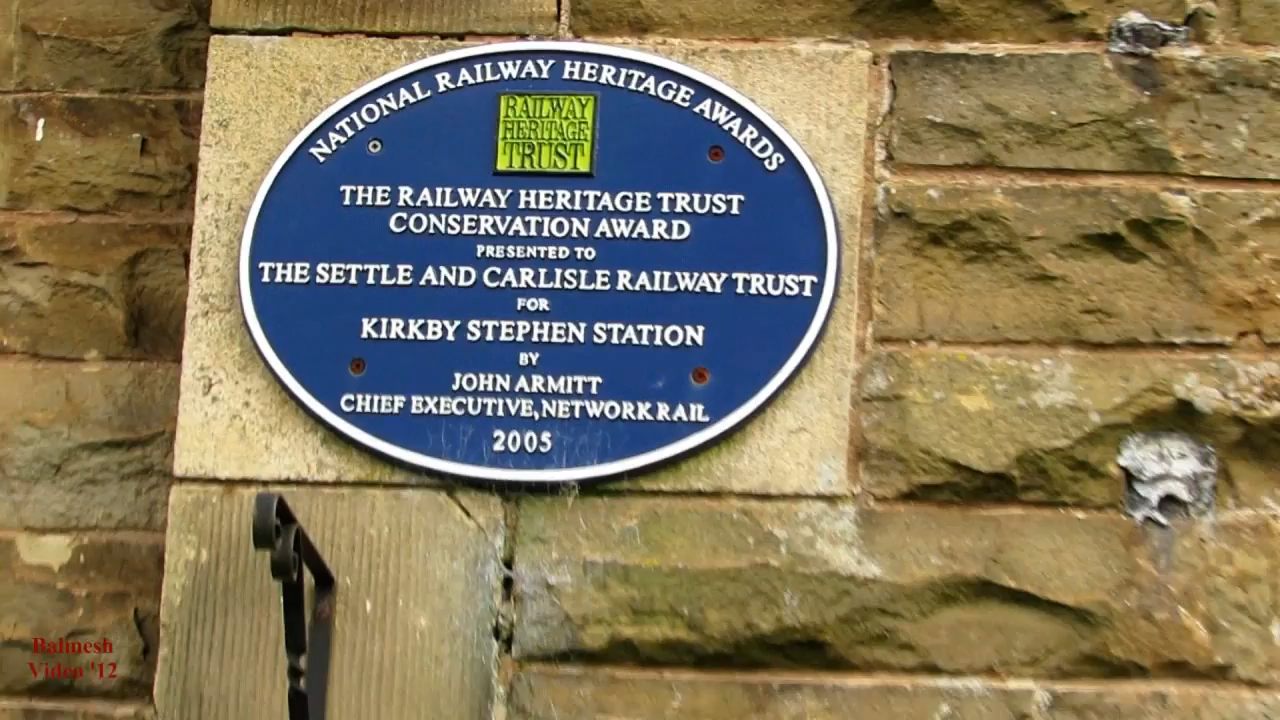 NATIONAL RAILWAY HERITAGE AWARDS
RAILWAY
HERITAGE
TRUST
THE RAILWAY HERITAGE TRUST
CONSERVATION AWARD
PRESENTED TO
THE SETTLE AND CARLISLE RAILWAY TRUST
FOR
KIRKBY STEPHEN STATION
BY
JOHN ARMITT
CHIEF EXECUTIVE, NETWORK RAIL
2005
Balmesh
Video '12